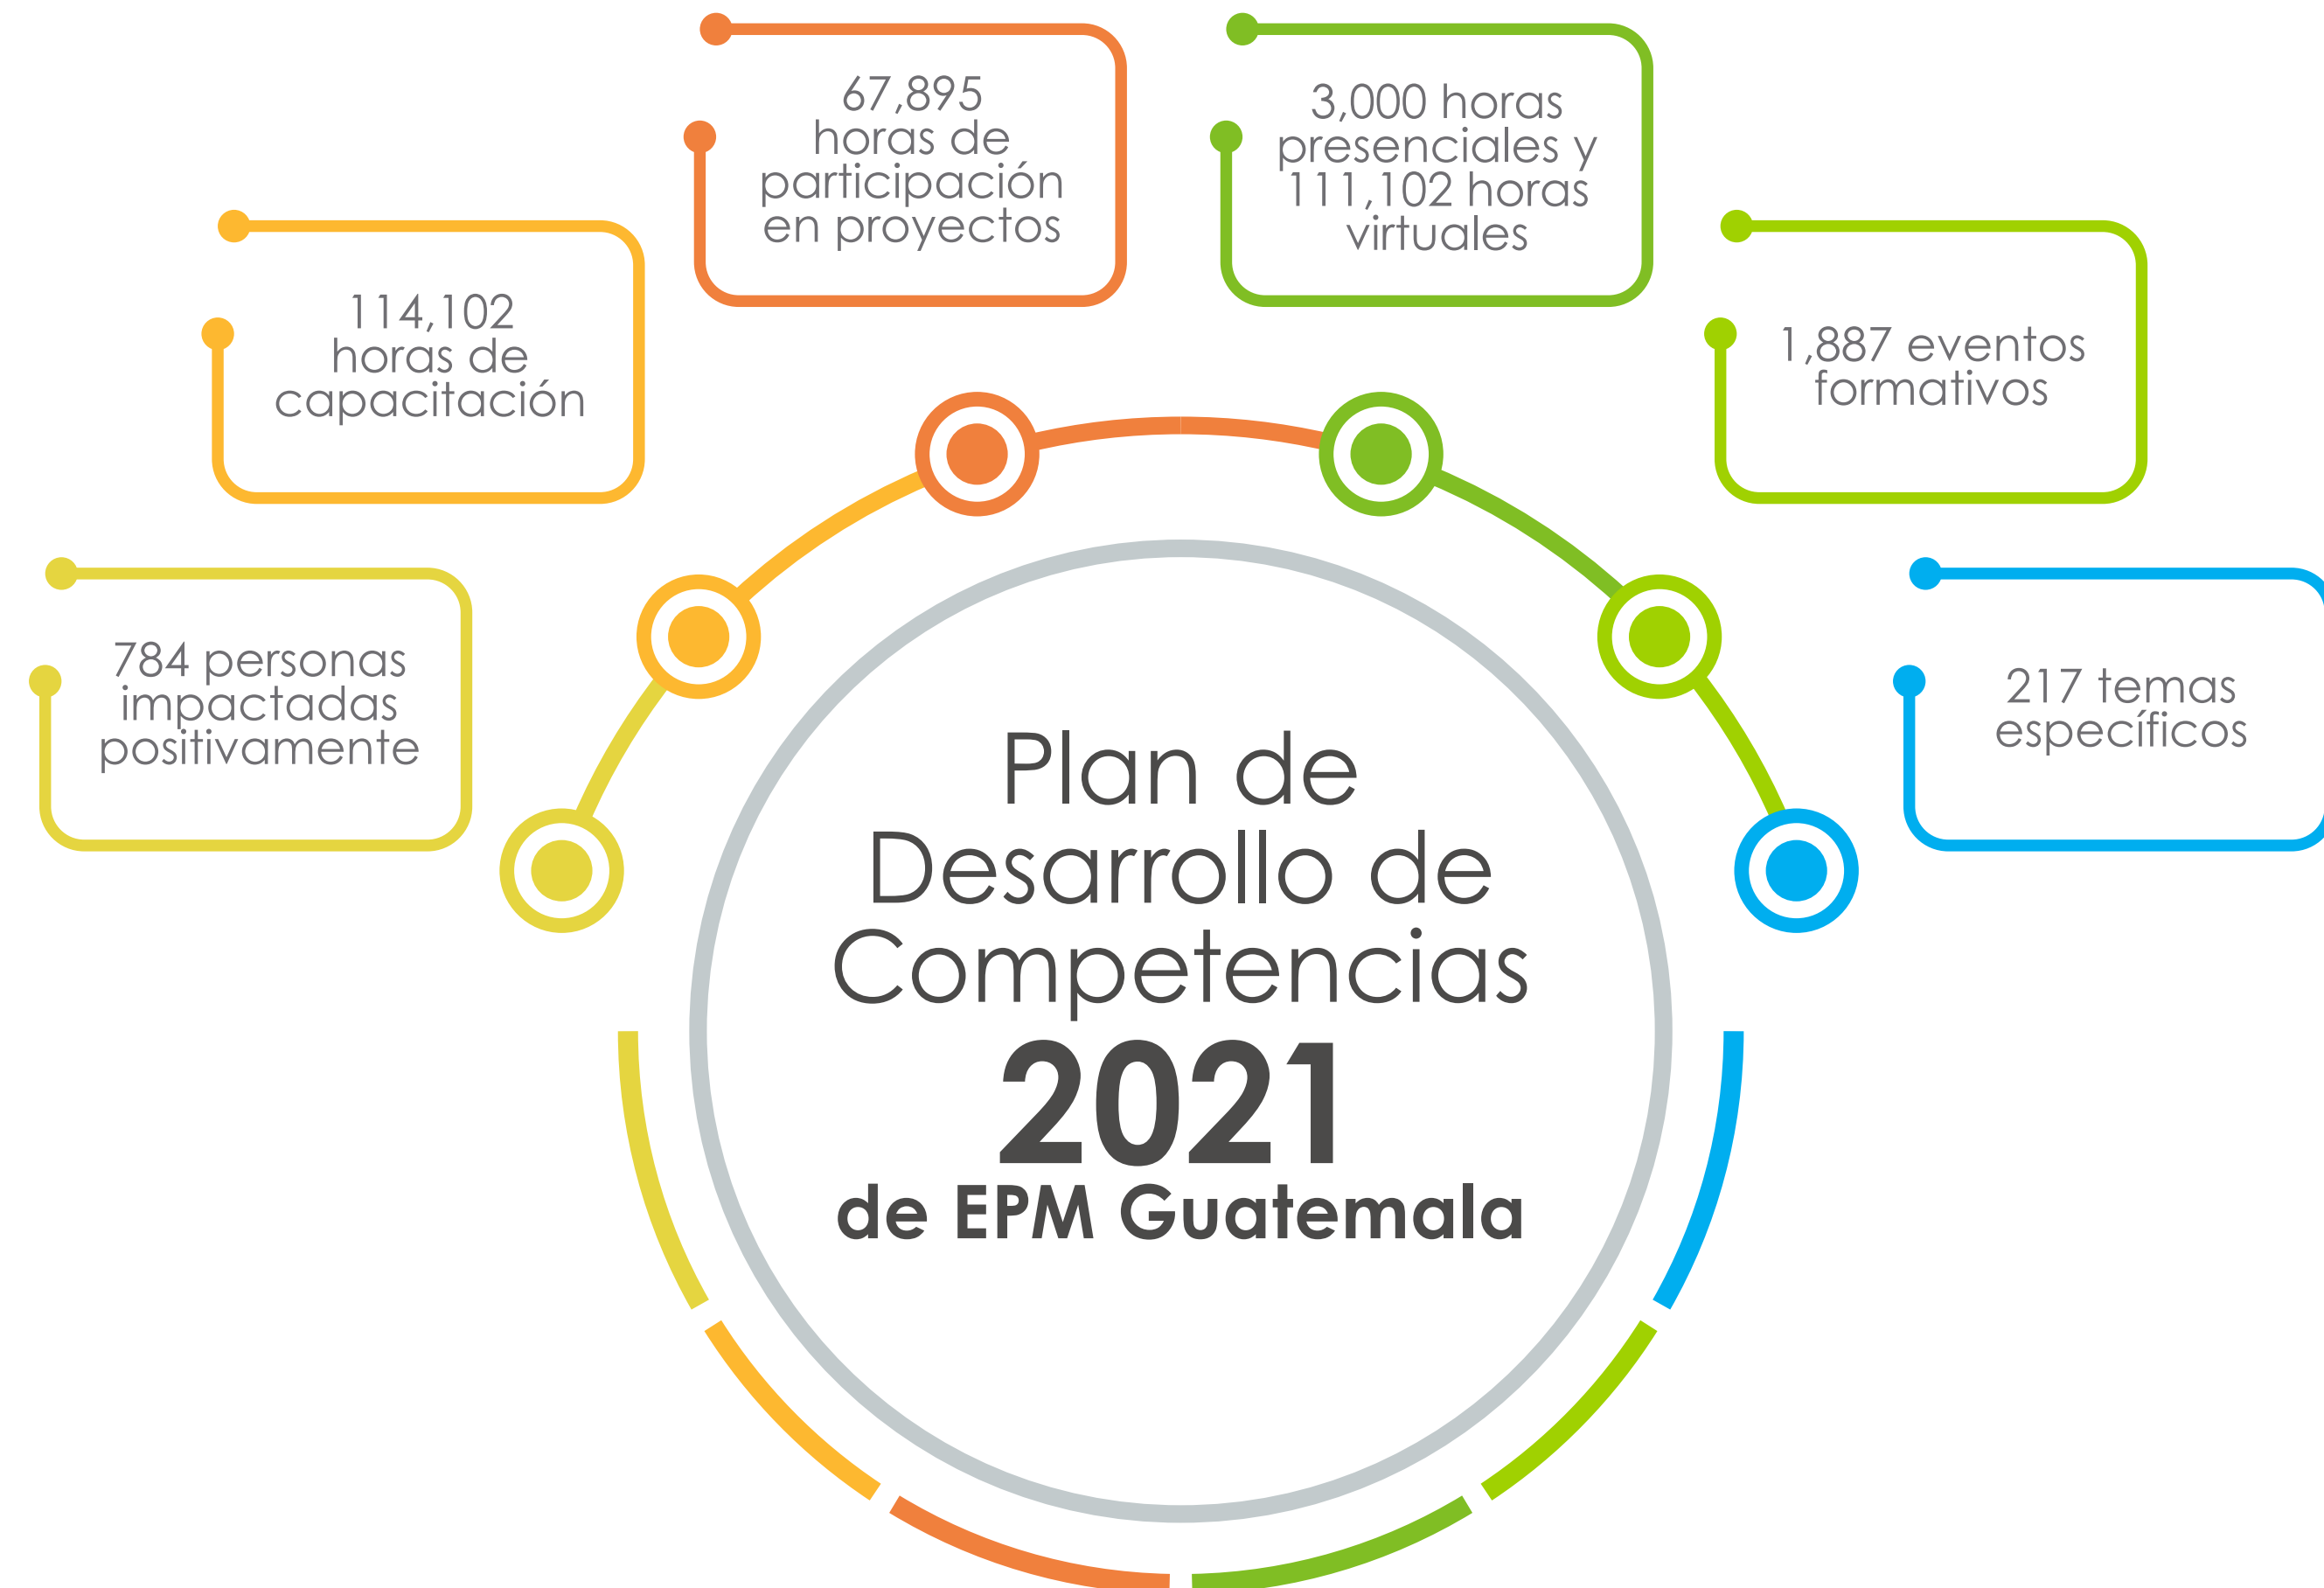 784 personas
impactadas
positivamente
114,102
horas de
capacitación
67,895
horas de
participación
en proyectos
3,000 horas
presenciales y
111,102 horas
virtuales
1,887 eventos
formativos
217 temas
específicos
Plan de
Desarrollo de
Competencias
2021
de EPM Guatemala